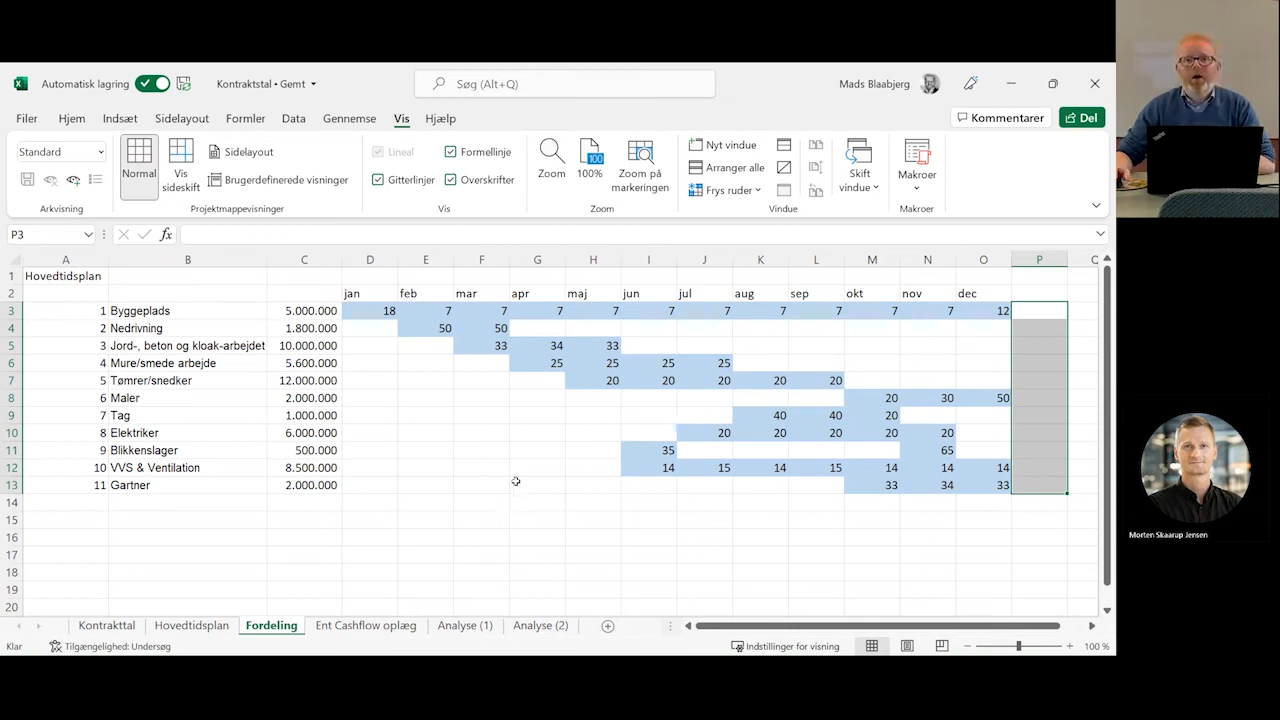 Automatisk lagring Kontraktstal • Gemt Søg (Alt+Q) Mads Blaabjerg
Filer Hjem Indsæt Sidelayout Formler Data Gennemse Vis Hjælp Kommentarer Del
Standard Normal Vis sideskift Sidelayout Brugerdefinerede visninger Lineal Formellinje Gitterlinjer Overskrifter Zoom 100 100% Zoom på markeringen Nyt vindue Arranger alle Frys ruder Skift vindue Makroer
Arkvisning Projektmappevisninger Vis Zoom Vindue Makroer
P3 fx
A B C D E F G H I J K L M N O P Q
1 Hovedtidsplan
2 jan feb mar apr maj jun jul aug sep okt nov dec
3 1 Byggeplads 5.000.000 18 7 7 7 7 7 7 7 7 7 7 12
4 2 Nedrivning 1.800.000 50 50
5 3 Jord-, beton og kloak-arbejdet 10.000.000 33 34 33
6 4 Mure/smede arbejde 5.600.000 25 25 25 25
7 5 Tømrer/snedker 12.000.000 20 20 20 20 20
8 6 Maler 2.000.000 20 30 50
9 7 Tag 1.000.000 40 40 20
10 8 Elektriker 6.000.000 20 20 20 20 20
11 9 Blikkenslager 500.000 35 65
12 10 VVS & Ventilation 8.500.000 14 15 14 15 14 14 14
13 11 Gartner 2.000.000 33 34 33
14
15
16
17
18
19
20
Kontrakttal Hovedtidsplan Fordeling Ent Cashflow oplæg Analyse (1) Analyse (2)
Klar Tilgængelighed: Undersøg Indstillinger for visning 100 %
Morten Skaarup Jensen